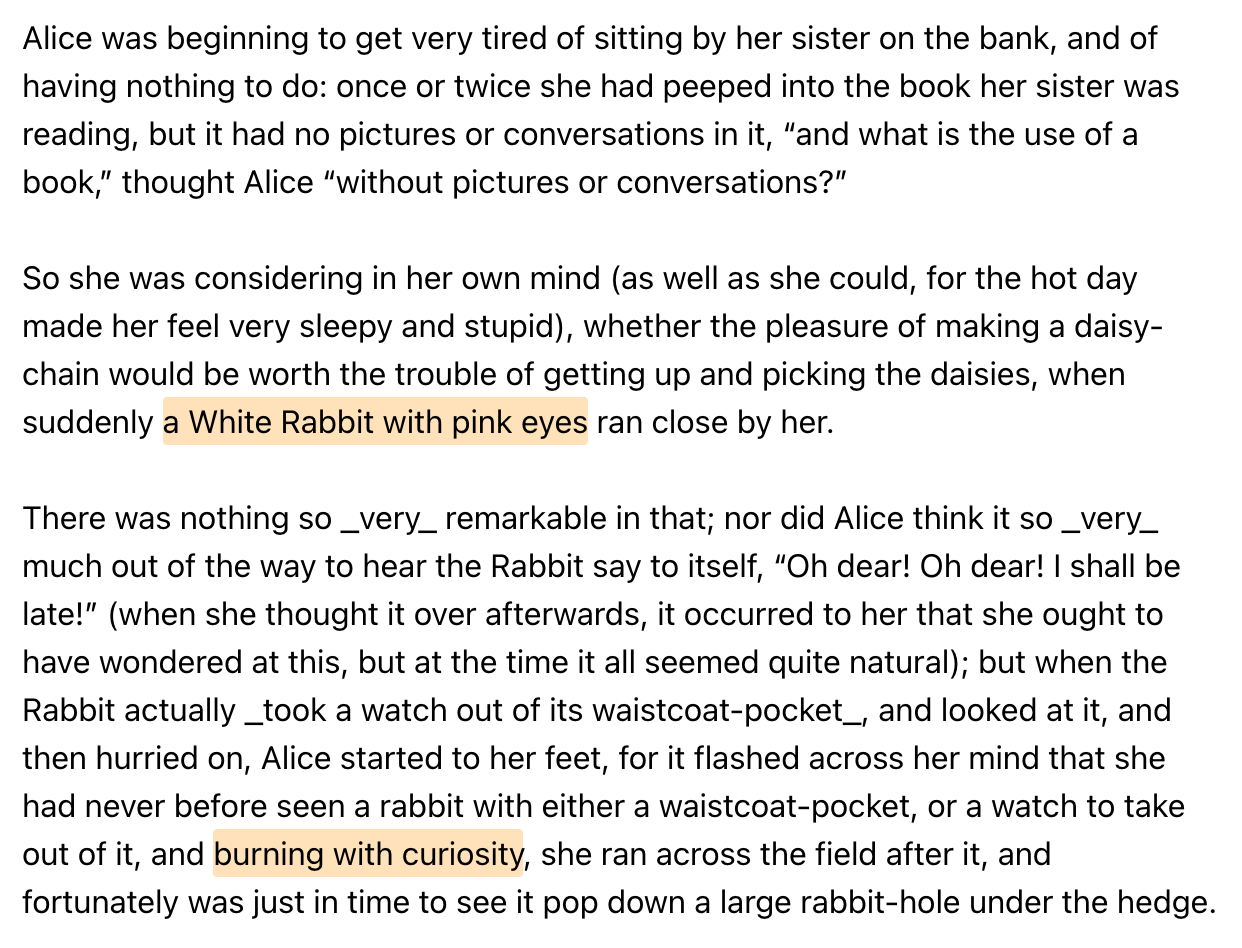 Alice was beginning to get very tired of sitting by her sister on the bank, and of
having nothing to do: once or twice she had peeped into the book her sister was
reading, but it had no pictures or conversations in it, “and what is the use of a
book,” thought Alice “without pictures or conversations?”
So she was considering in her own mind (as well as she could, for the hot day
made her feel very sleepy and stupid), whether the pleasure of making a daisy-
chain would be worth the trouble of getting up and picking the daisies, when
suddenly a White Rabbit with pink eyes ran close by her.
There was nothing so _very_ remarkable in that; nor did Alice think it so _very_
much out of the way to hear the Rabbit say to itself, “Oh dear! Oh dear! I shall be
late!” (when she thought it over afterwards, it occurred to her that she ought to
have wondered at this, but at the time it all seemed quite natural); but when the
Rabbit actually _took a watch out of its waistcoat-pocket_, and looked at it, and
then hurried on, Alice started to her feet, for it flashed across her mind that she
had never before seen a rabbit with either a waistcoat-pocket, or a watch to take
out of it, and burning with curiosity, she ran across the field after it, and
fortunately was just in time to see it pop down a large rabbit-hole under the hedge.